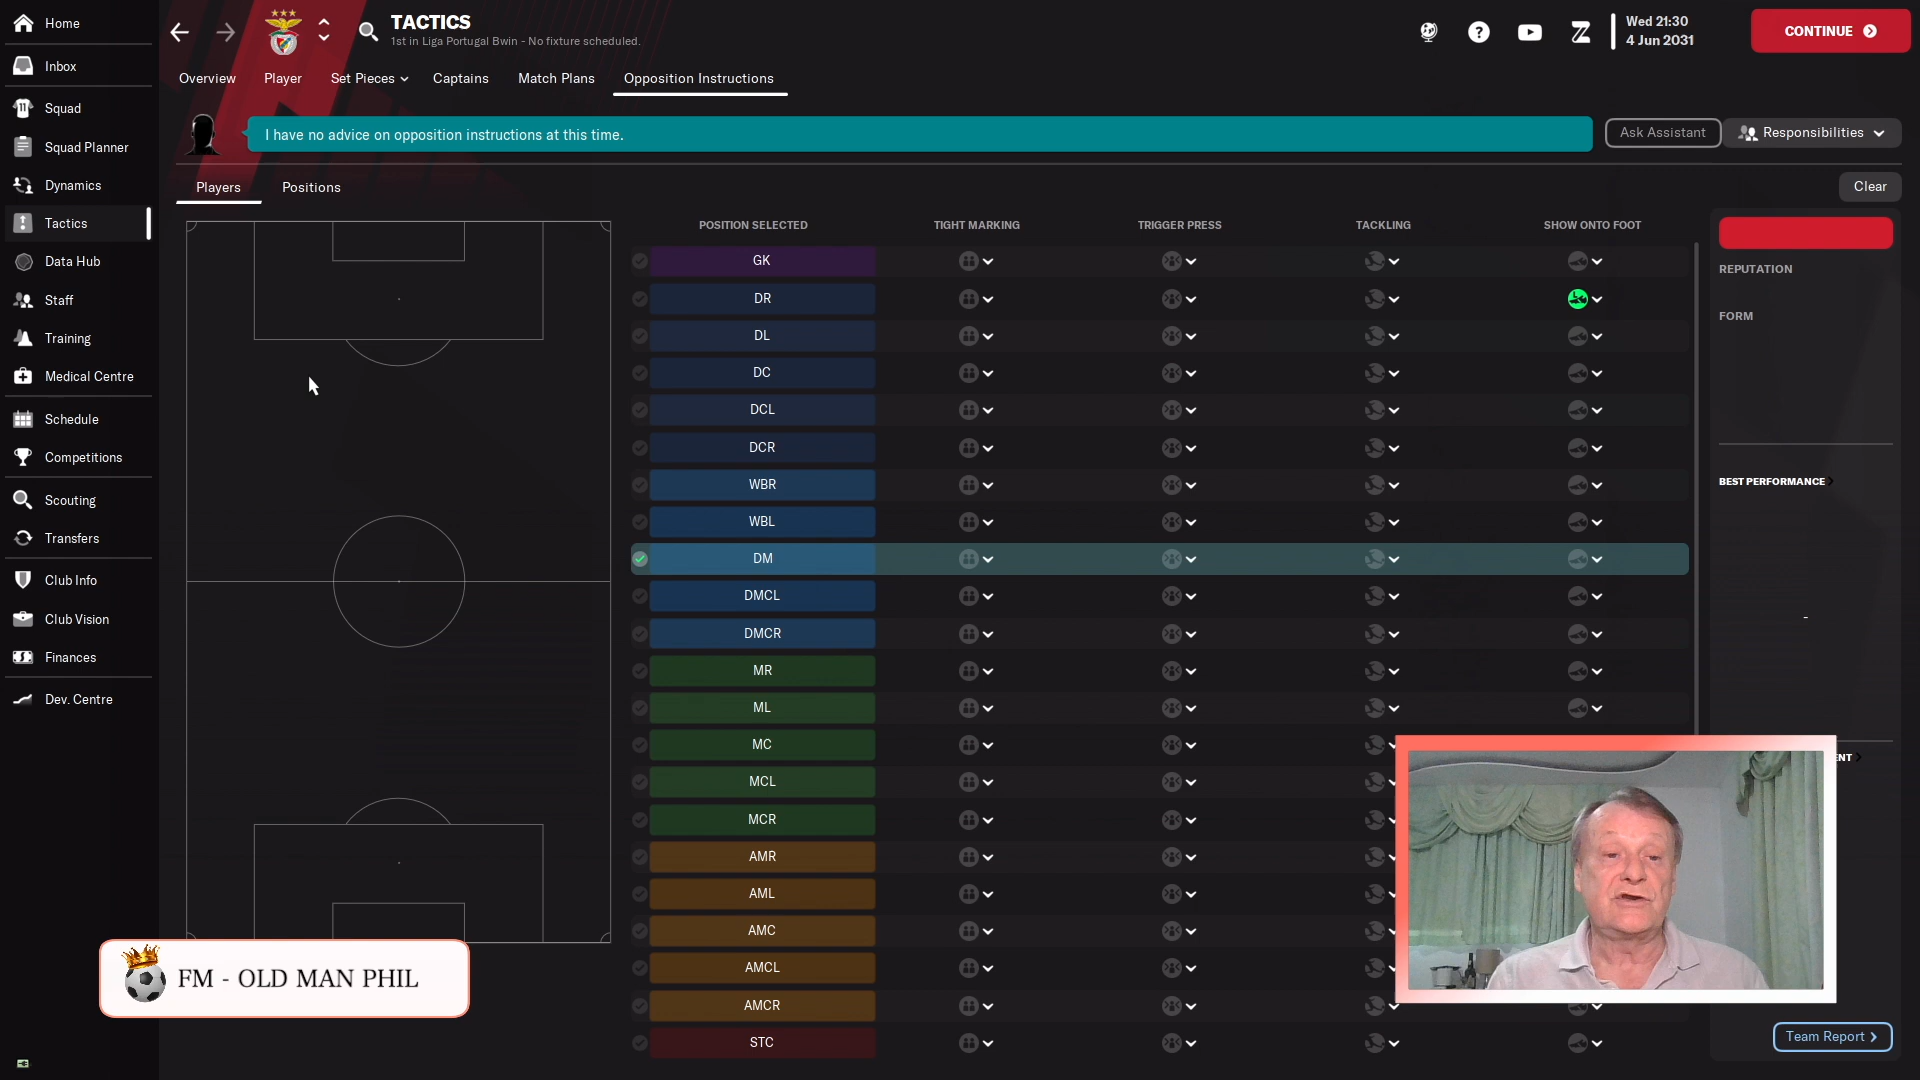 Home
Inbox
Squad
Squad Planner
Dynamics
Tactics
Data Hub
Staff
Training
Medical Centre
Schedule
Competitions
Scouting
Transfers
Club Info
Club Vision
Finances
Dev. Centre
TACTICS
1st in Liga Portugal Bwin - No fixture scheduled.
Wed 21:30
4 Jun 2031
CONTINUE
Overview
Player
Set Pieces
Captains
Match Plans
Opposition Instructions
I have no advice on opposition instructions at this time.
Ask Assistant
Responsibilities
Players
Positions
Clear
POSITION SELECTED
TIGHT MARKING
TRIGGER PRESS
TACKLING
SHOW ONTO FOOT
GK
DR
DL
DC
DCL
DCR
WBR
WBL
DM
DMCL
DMCR
MR
ML
MC
MCL
MCR
AMR
AML
AMC
AMCL
AMCR
STC
REPUTATION
FORM
BEST PERFORMANCE
-
ENT
Team Report
FM - OLD MAN PHIL